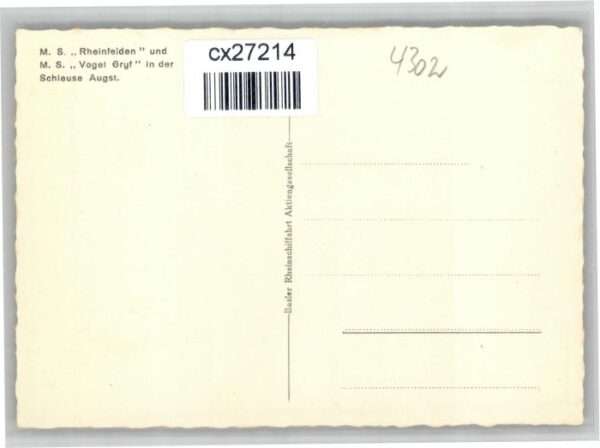 M. S. „Rheinfelden" und
M. S. „Vogel Gryf" in der
Schleuse Augst.
cx27214
4302
Basler Rheinschiffahrt Aktiengesellschaft